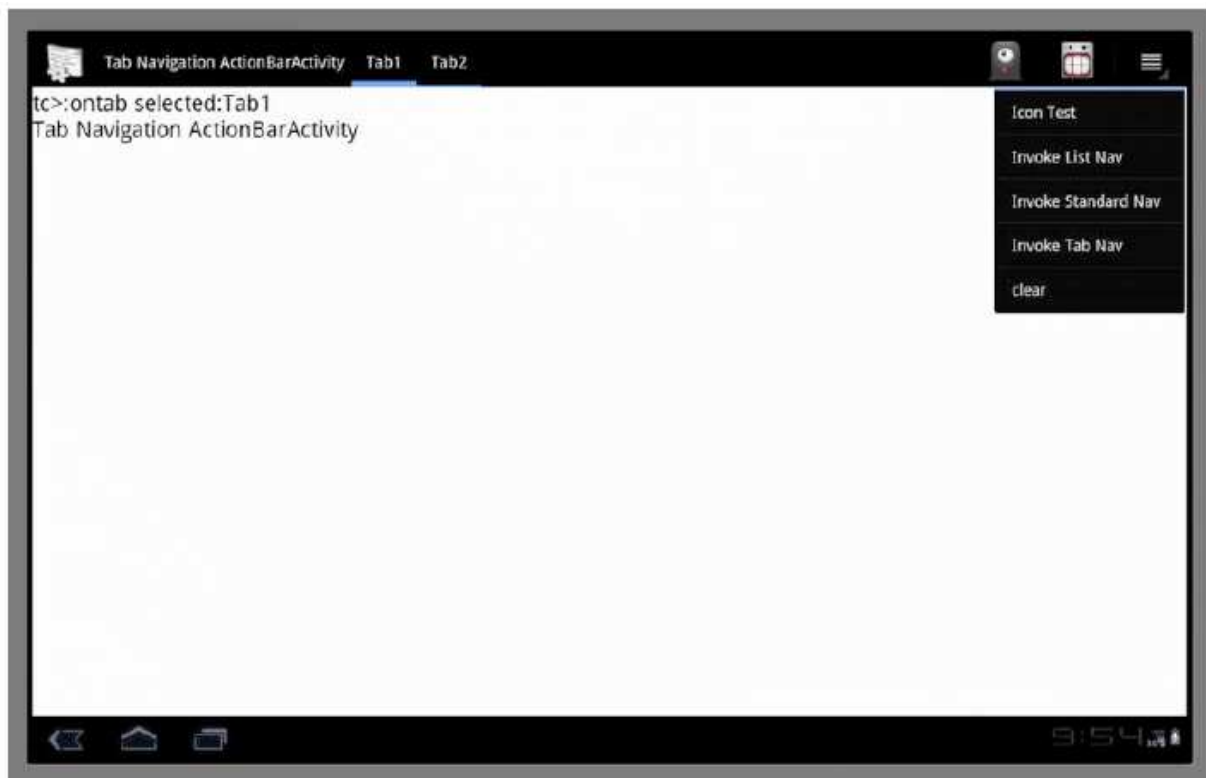 Tab Navigation ActionBarActivity Tab1 Tab2
tc>:ontab selected:Tab1
Tab Navigation ActionBarActivity
Icon Test
Invoke List Nav
Invoke Standard Nav
Invoke Tab Nav
clear
9:54